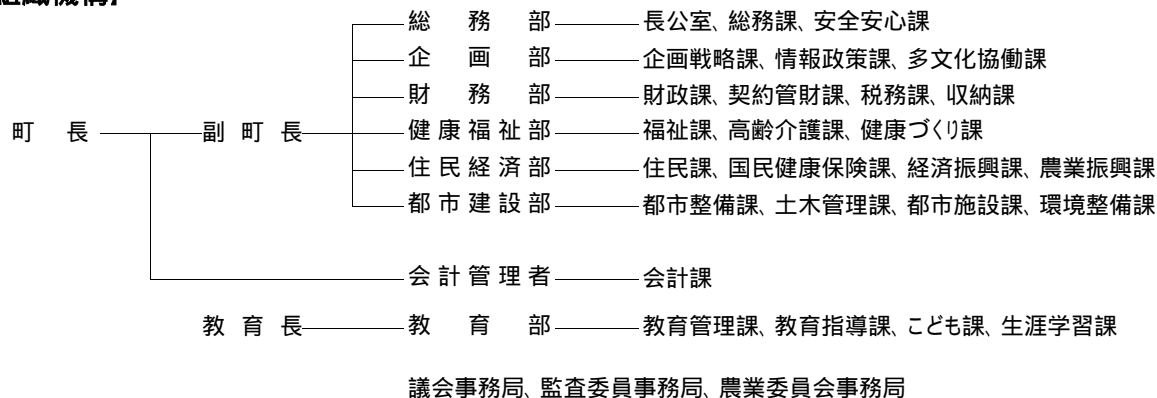 総務部 長公室、総務課、安全安心課
企画部 企画戦略課、情報政策課、多文化協働課
財務部 財政課、契約管財課、税務課、収納課
町長 副町長 健康福祉部 福祉課、高齢介護課、健康づくり課
住民経済部 住民課、国民健康保険課、経済振興課、農業振興課
都市建設部 都市整備課、土木管理課、都市施設課、環境整備課
会計管理者 会計課
教育長 教育部 教育管理課、教育指導課、こども課、生涯学習課
議会事務局、監査委員事務局、農業委員会事務局